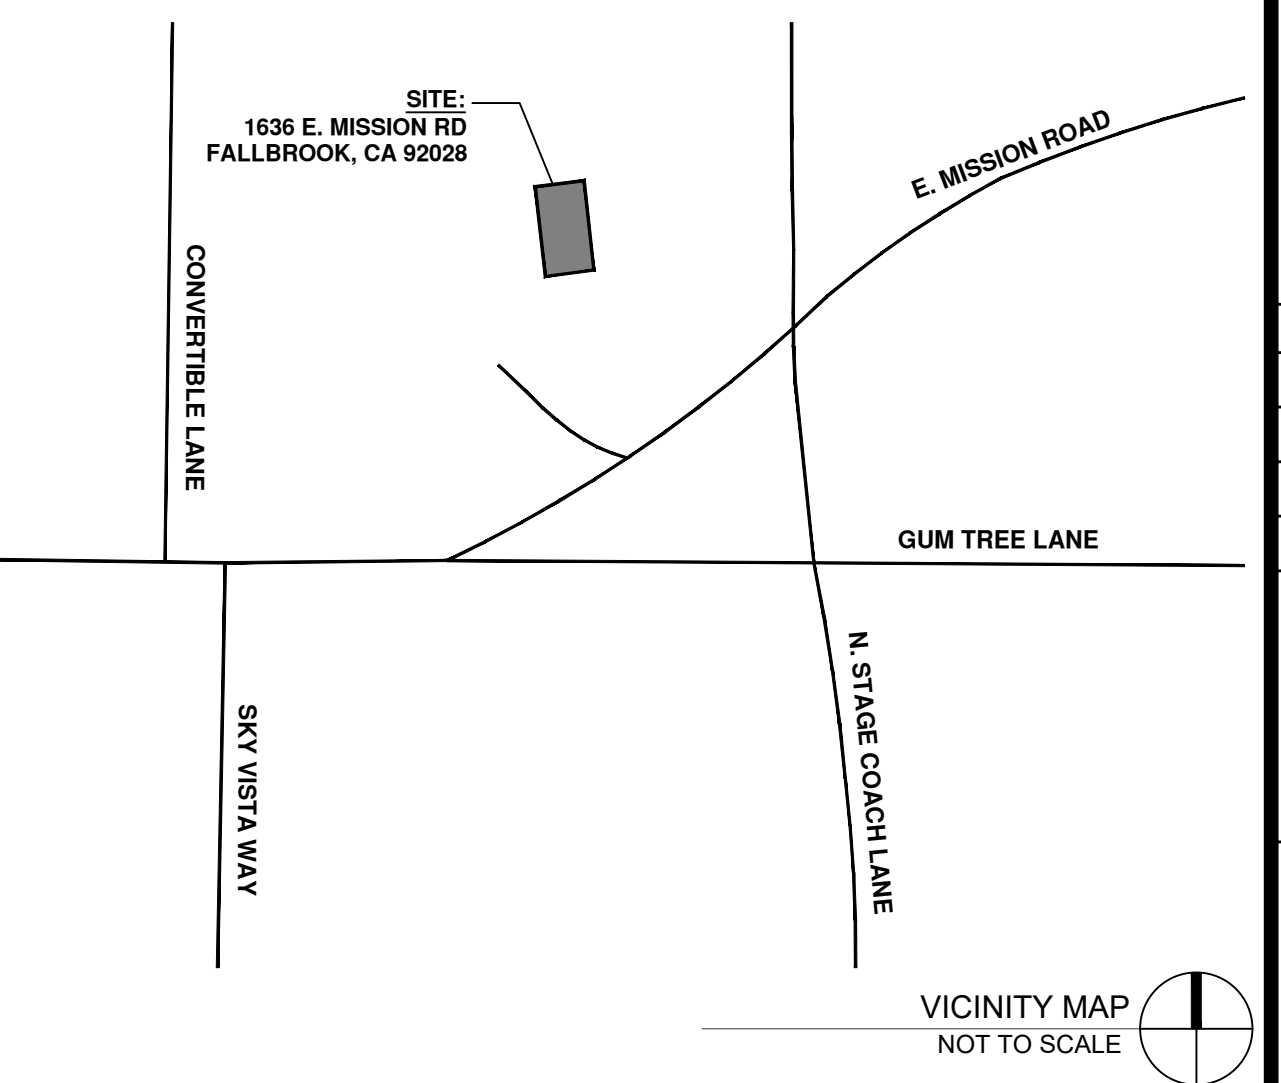 SITE:
1636 E. MISSION RD
FALLBROOK, CA 92028
E. MISSION ROAD
CONVERTIBLE LANE
GUM TREE LANE
N. STAGE COACH LANE
SKY VISTA WAY
VICINITY MAP
NOT TO SCALE